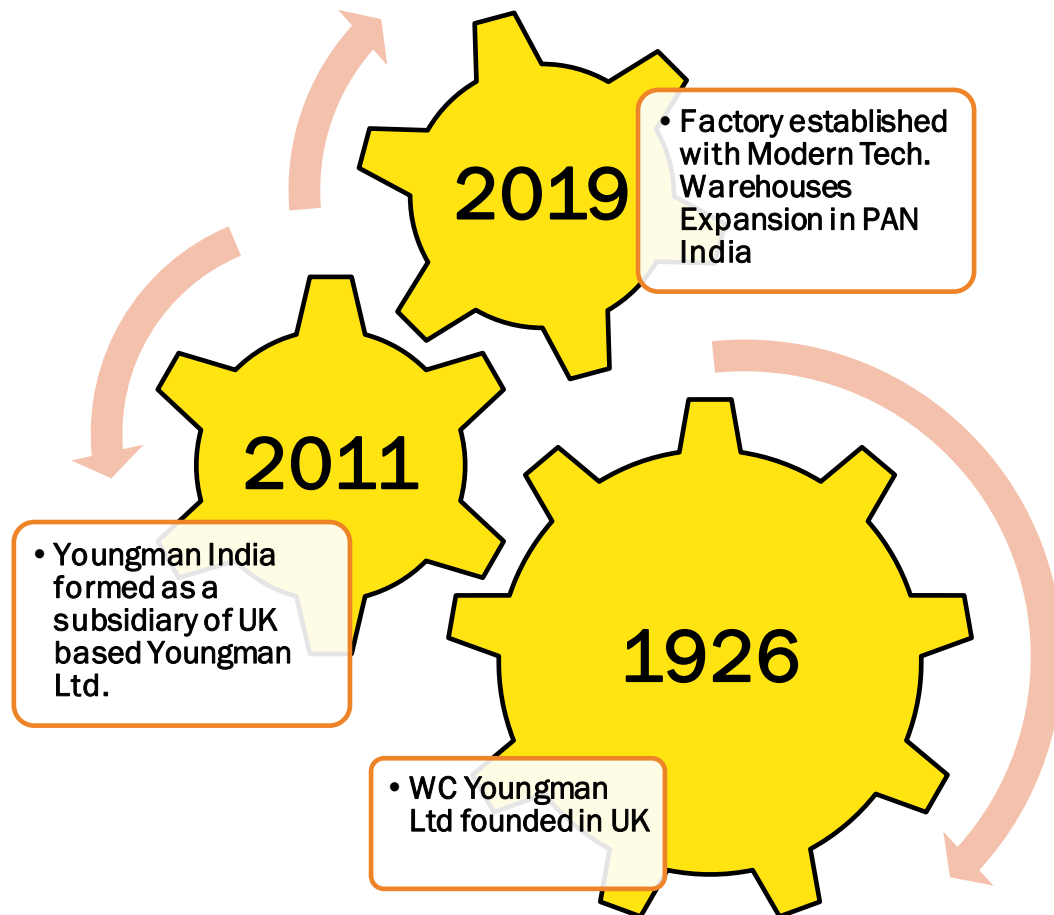 2019
• Factory established
with Modern Tech.
Warehouses
Expansion in PAN
India
2011
• Youngman India
formed as a
subsidiary of UK
based Youngman
Ltd.
1926
• WC Youngman
Ltd founded in UK